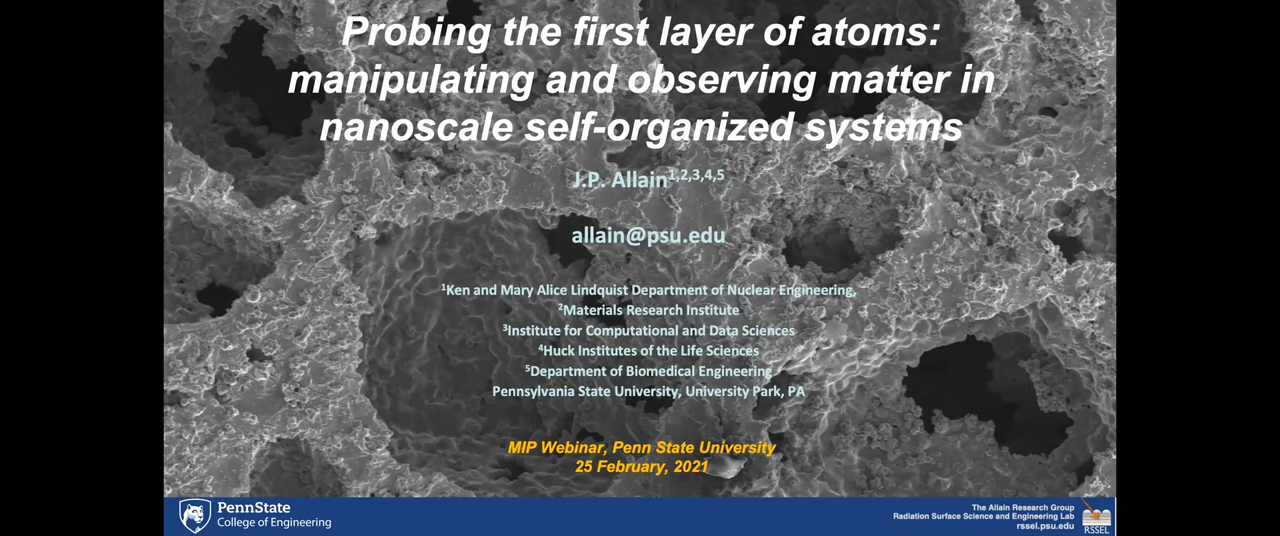 Probing the first layer of atoms:
manipulating and observing matter in
nanoscale self-organized systems
J.P. Allain1,2,3,4,5
allain@psu.edu
1Ken and Mary Alice Lindquist Department of Nuclear Engineering,
2Materials Research Institute
3Institute for Computational and Data Sciences
4Huck Institutes of the Life Sciences
5Department of Biomedical Engineering
Pennsylvania State University, University Park, PA
MIP Webinar, Penn State University
25 February, 2021
PennState
College of Engineering
The Allain Research Group
Radiation Surface Science and Engineering Lab
rssel.psu.edu
RSSEL